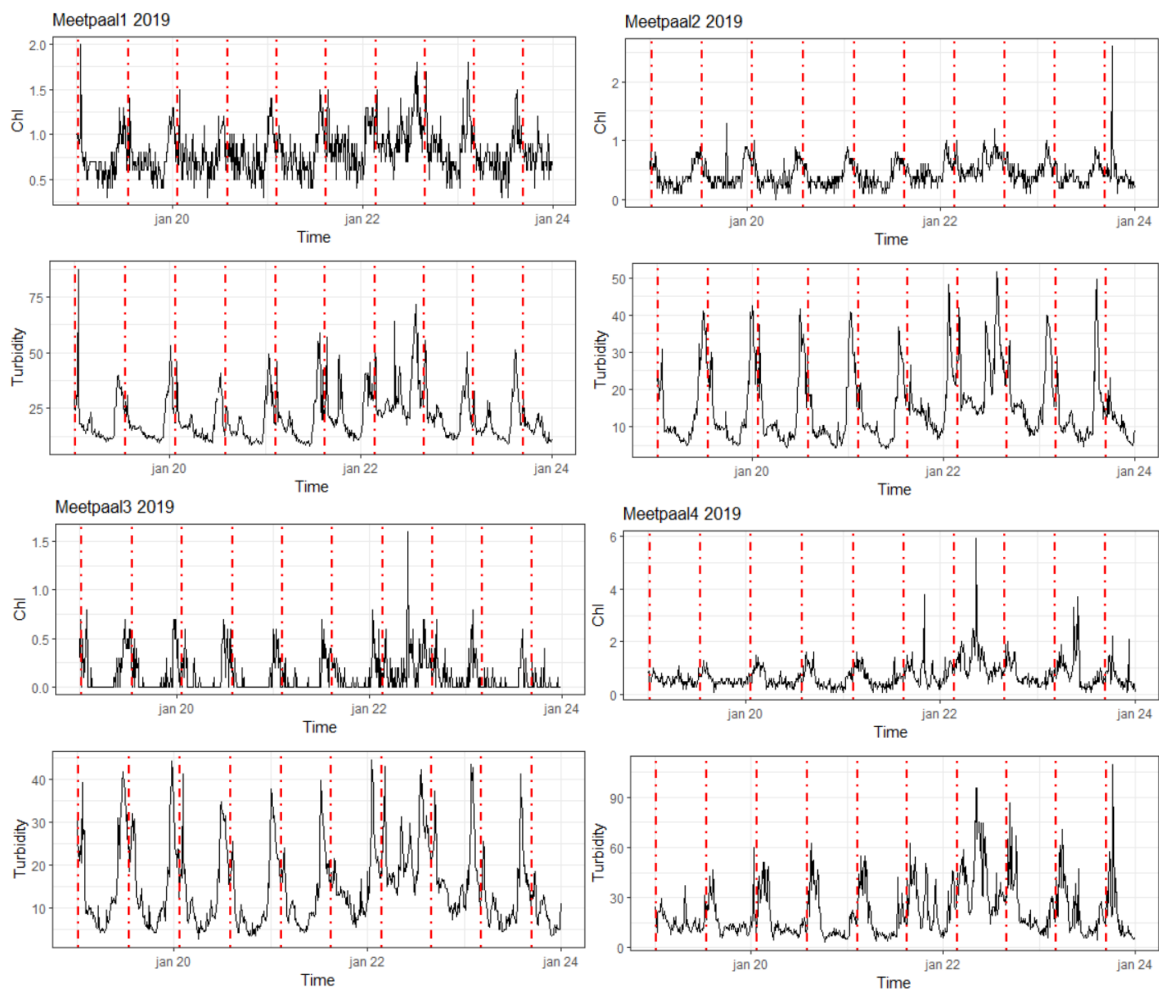 Meetpaal1 2019
2.0
1.5
1.0
0.5
Chl
jan 20
jan 22
jan 24
Time
75
50
25
Turbidity
jan 20
jan 22
jan 24
Time
Meetpaal2 2019
2
1
0
Chl
jan 20
jan 22
jan 24
Time
50
40
30
20
10
Turbidity
jan 20
jan 22
jan 24
Time
Meetpaal3 2019
1.5
1.0
0.5
0.0
Chl
jan 20
jan 22
jan 24
Time
40
30
20
10
Turbidity
jan 20
jan 22
jan 24
Time
Meetpaal4 2019
6
4
2
0
Chl
jan 20
jan 22
jan 24
Time
90
60
30
0
Turbidity
jan 20
jan 22
jan 24
Time